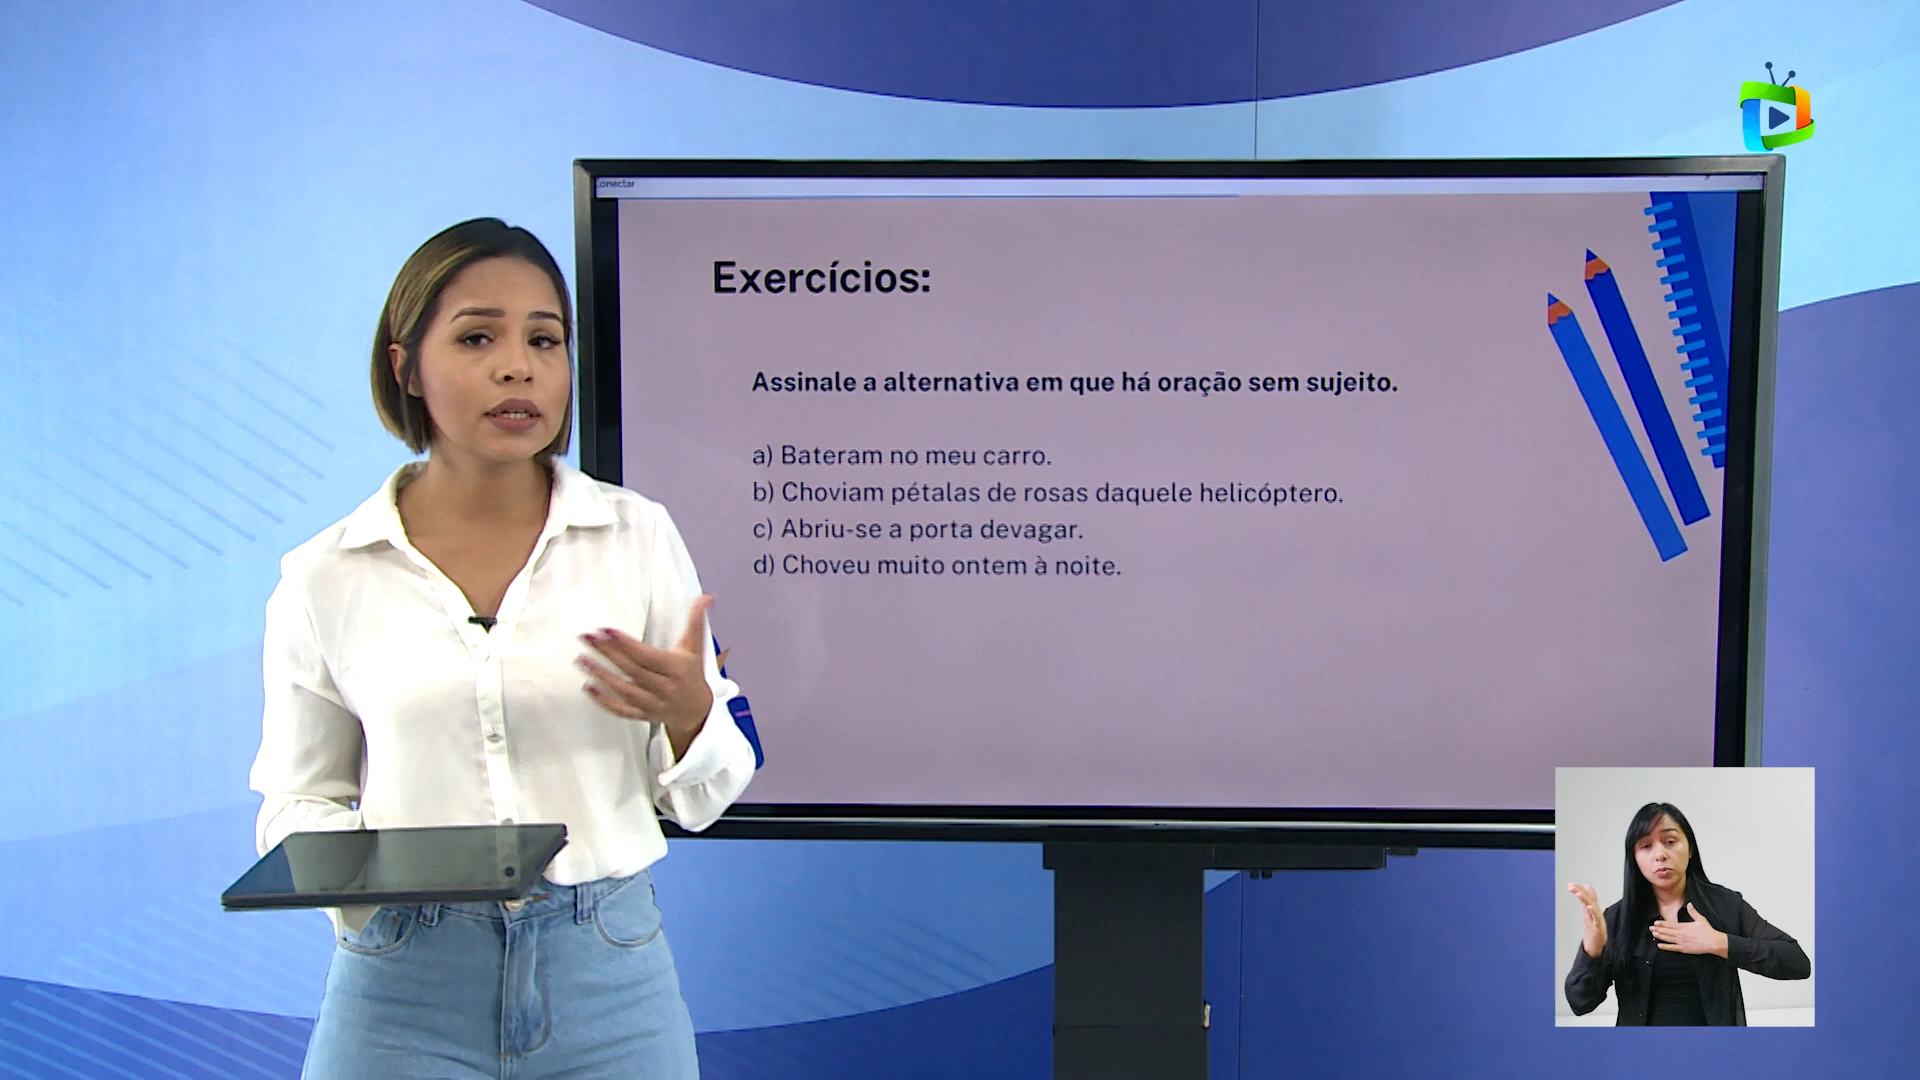 Exercícios:
Assinale a alternativa em que há oração sem sujeito.
a) Bateram no meu carro.
b) Choviam pétalas de rosas daquele helicóptero.
c) Abriu-se a porta devagar.
d) Choveu muito ontem à noite.